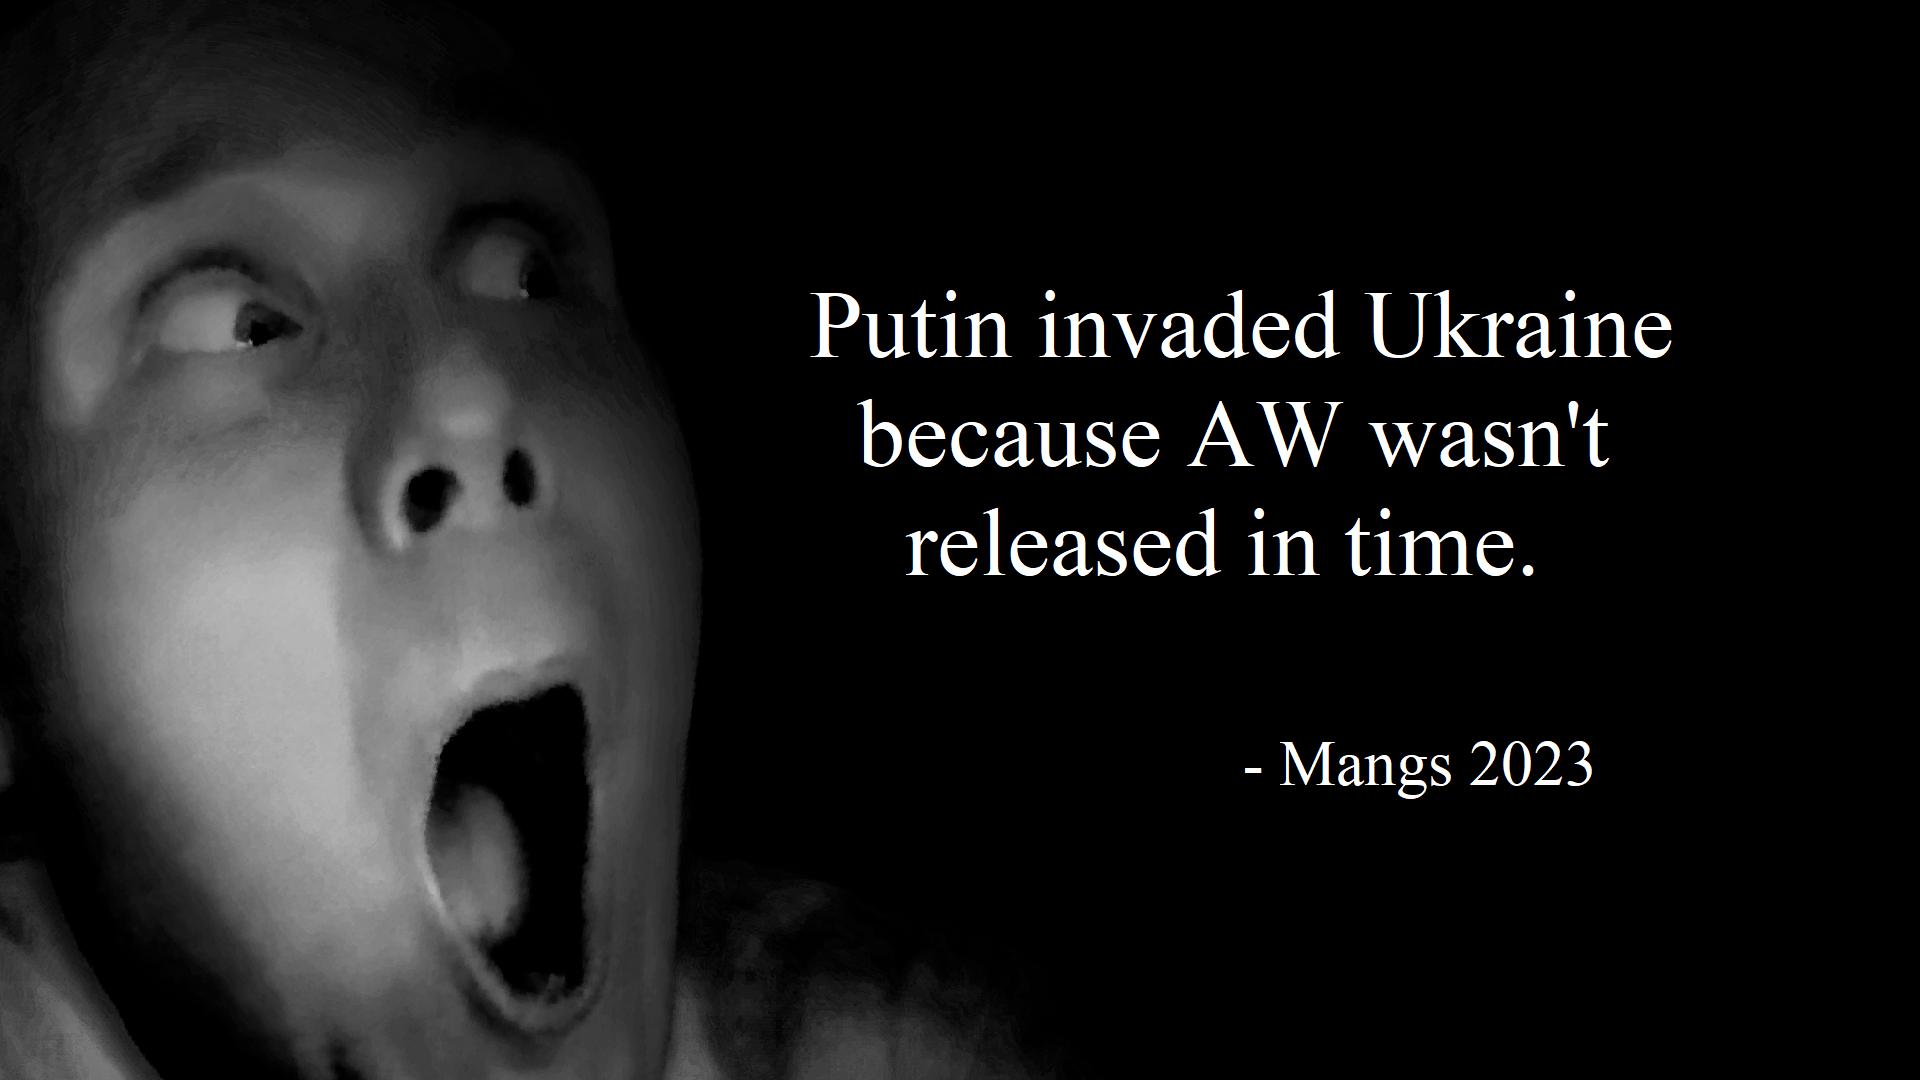 Putin invaded Ukraine
because AW wasn't
released in time.
- Mangs 2023